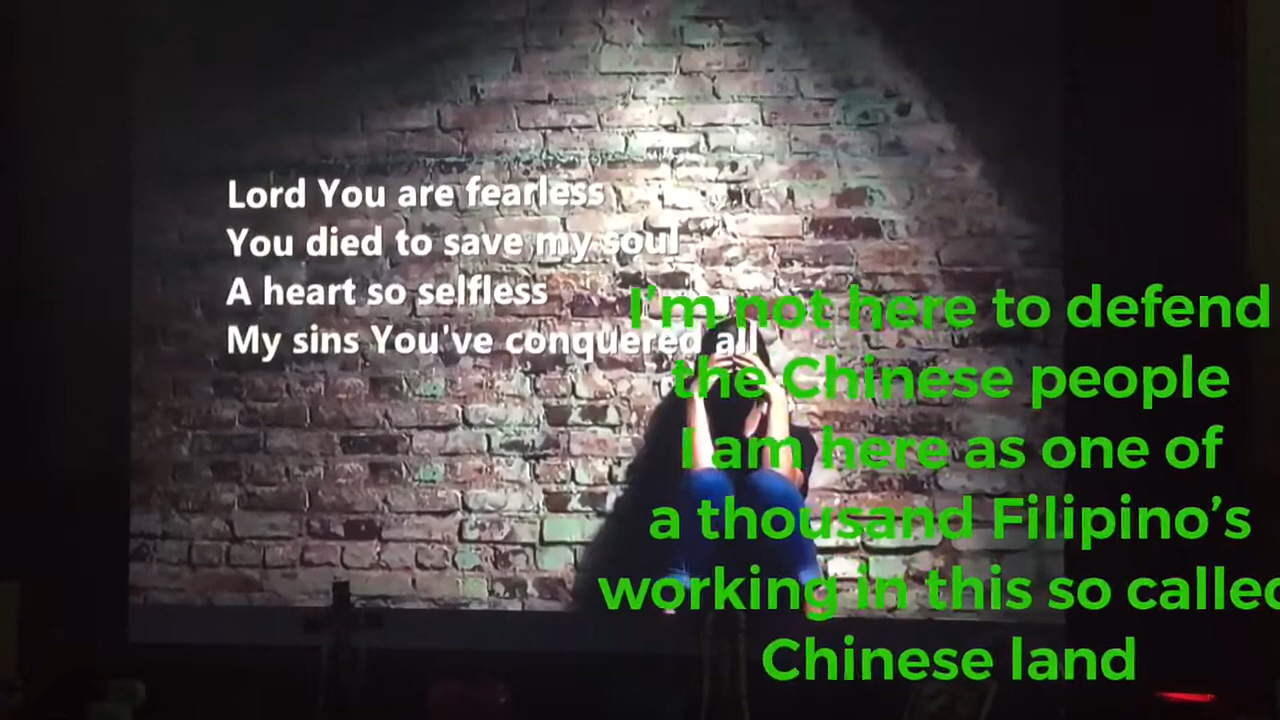 Lord You are fearless
You died to save my soul
A heart so selfless
My sins You've conquered all
I'm not here to defend
the Chinese people
I am here as one of
a thousand Filipino’s
working in this so called
Chinese land